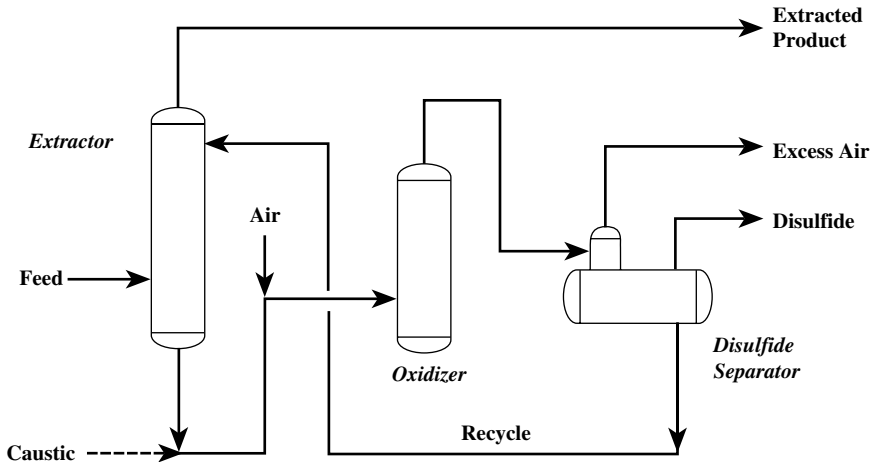 Extracted
Product
Extractor
Excess Air
Air
Disulfide
Feed
Oxidizer
Disulfide
Separator
Recycle
Caustic